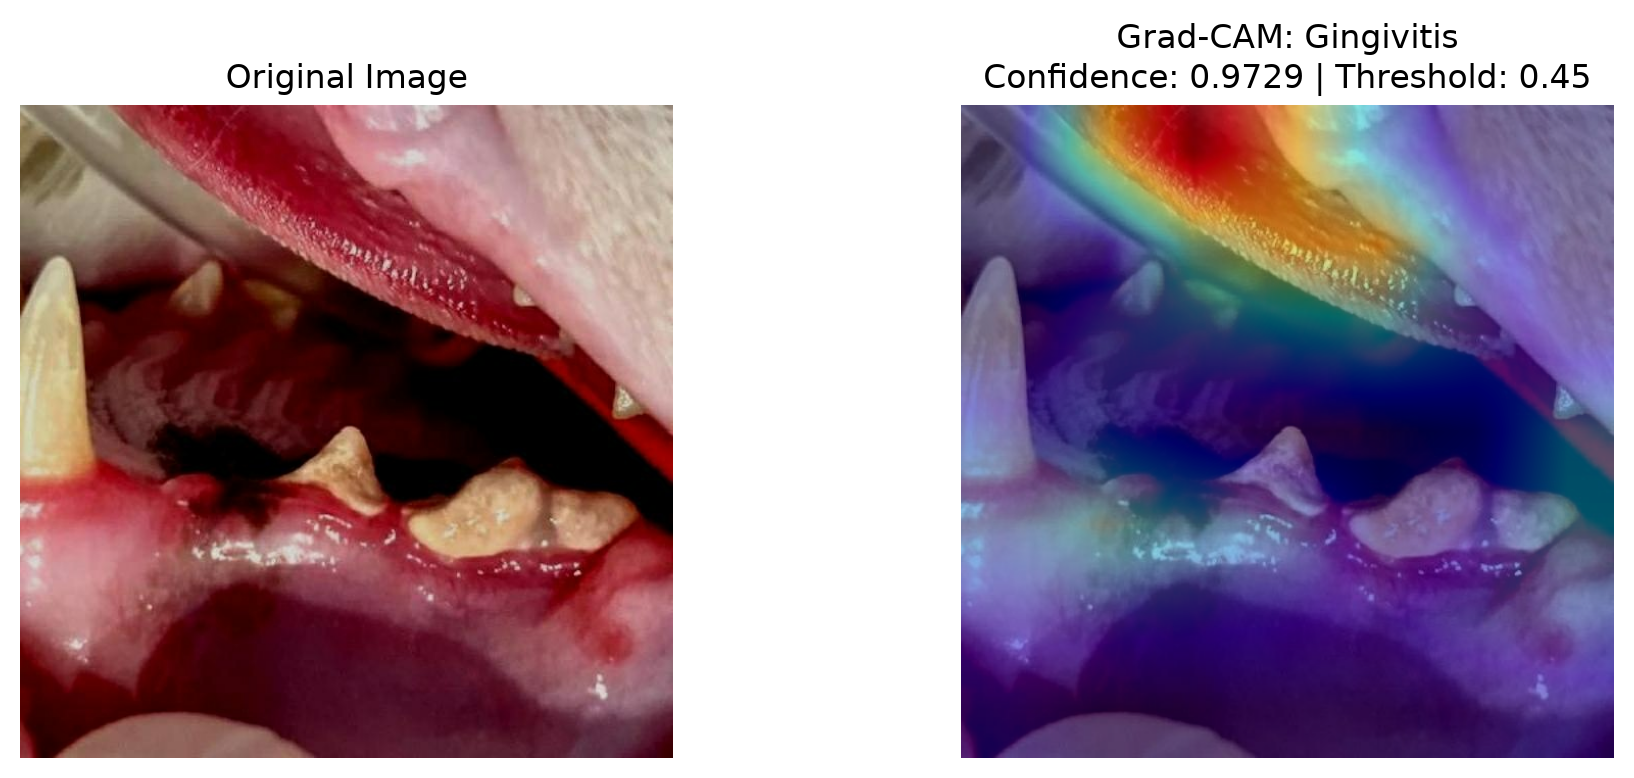 Original Image
Grad-CAM: Gingivitis
Confidence: 0.9729 | Threshold: 0.45